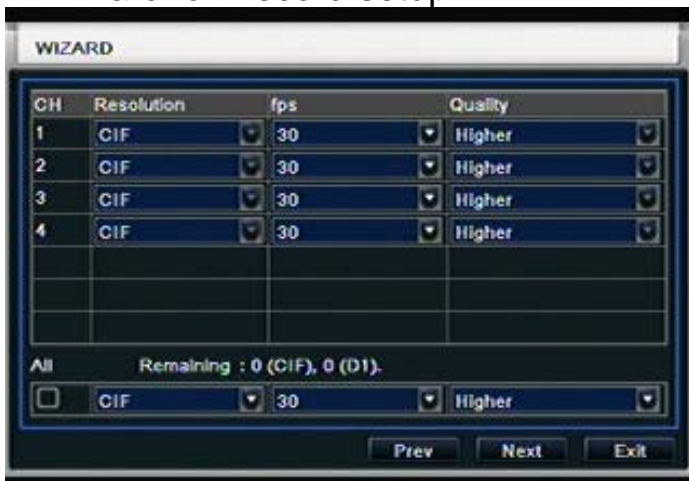 WIZARD
CH Resolution fps Quality
1 CIF 30 Higher
2 CIF 30 Higher
3 CIF 30 Higher
4 CIF 30 Higher
All Remaining : 0 (CIF), 0 (D1).
CIF 30 Higher
Prev Next Exit